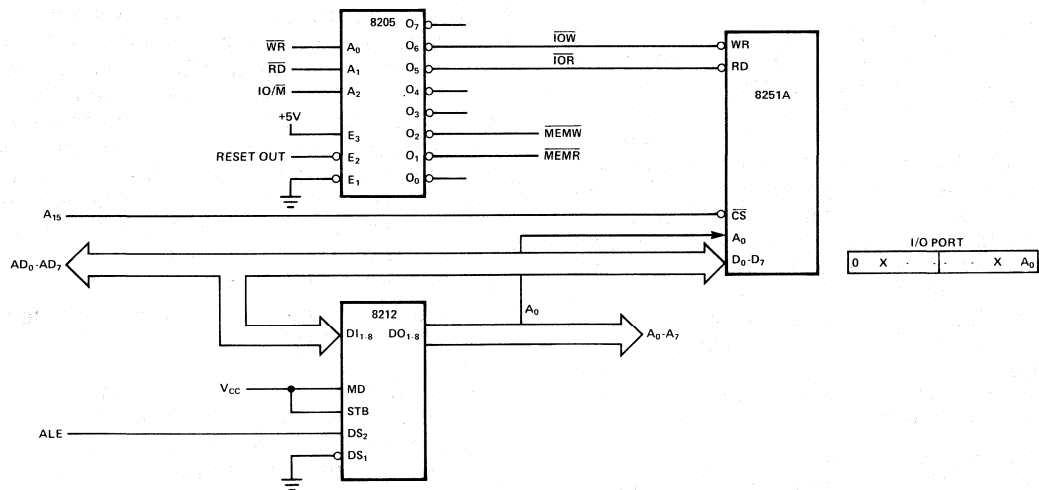 8205
WR
RD
IO/M
+5V
RESET OUT
A0
A1
A2
E3
E2
E1
O7
O6
O5
O4
O3
O2
O1
O0
IOW
IOR
MEMW
MEMR
WR
RD
8251A
CS
A0
D0-D7
A15
AD0-AD7
I/O PORT
0 X · · · · X A0
A0
8212
DI1-8 DO1-8
A0-A7
VCC
MD
STB
ALE
DS2
DS1